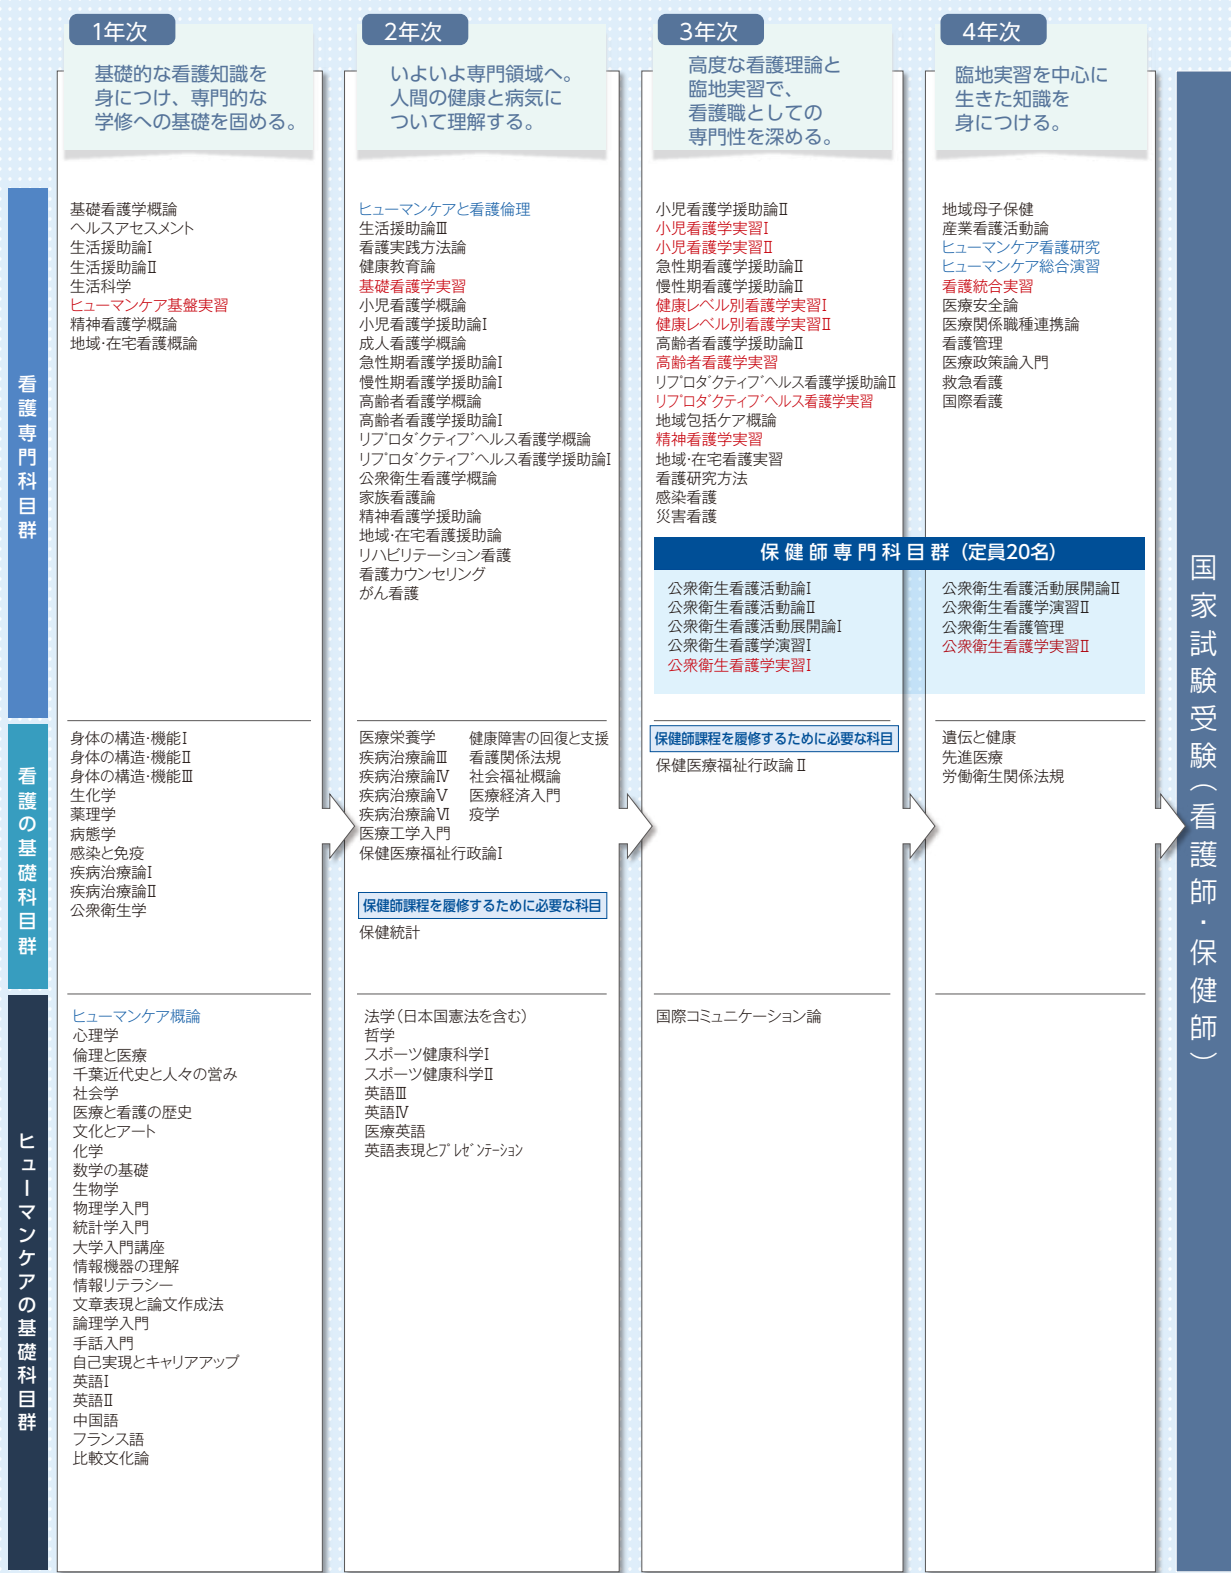 1年次
基礎的な看護知識を
身につけ、専門的な
学修への基礎を固める。
2年次
いよいよ専門領域へ。
人間の健康と病気に
ついて理解する。
3年次
高度な看護理論と
臨地実習で、
看護職としての
専門性を深める。
4年次
臨地実習を中心に
生きた知識を
身につける。
看護専門科目群
基礎看護学概論
ヘルスアセスメント
生活援助論Ⅰ
生活援助論Ⅱ
生活科学
ヒューマンケア基盤実習
精神看護学概論
地域・在宅看護概論
ヒューマンケアと看護倫理
生活援助論Ⅲ
看護実践方法論
健康教育論
基礎看護学実習
小児看護学概論
小児看護学援助論Ⅰ
成人看護学概論
急性期看護学援助論Ⅰ
慢性期看護学援助論Ⅰ
高齢者看護学概論
高齢者看護学援助論Ⅰ
リプロダクティブヘルス看護学概論
リプロダクティブヘルス看護学援助論Ⅰ
公衆衛生看護学概論
家族看護論
精神看護学援助論
地域・在宅看護援助論
リハビリテーション看護
看護カウンセリング
がん看護
小児看護学援助論Ⅱ
小児看護学実習Ⅰ
小児看護学実習Ⅱ
急性期看護学援助論Ⅱ
慢性期看護学援助論Ⅱ
健康レベル別看護学実習Ⅰ
健康レベル別看護学実習Ⅱ
高齢者看護学援助論Ⅱ
高齢者看護学実習
リプロダクティブヘルス看護学援助論Ⅱ
リプロダクティブヘルス看護学実習
地域包括ケア概論
精神看護学実習
地域・在宅看護実習
看護研究方法
感染看護
災害看護
地域母子保健
産業看護活動論
ヒューマンケア看護研究
ヒューマンケア総合演習
看護統合実習
医療安全論
医療関係職種連携論
看護管理
医療政策論入門
救急看護
国際看護
保健師専門科目群（定員20名）
公衆衛生看護活動論Ⅰ
公衆衛生看護活動論Ⅱ
公衆衛生看護活動展開論Ⅰ
公衆衛生看護学演習Ⅰ
公衆衛生看護学実習Ⅰ
公衆衛生看護活動展開論Ⅱ
公衆衛生看護学演習Ⅱ
公衆衛生看護管理
公衆衛生看護学実習Ⅱ
看護の基礎科目群
身体の構造・機能Ⅰ
身体の構造・機能Ⅱ
身体の構造・機能Ⅲ
生化学
薬理学
病態学
感染と免疫
疾病治療論Ⅰ
疾病治療論Ⅱ
公衆衛生学
医療栄養学 健康障害の回復と支援
疾病治療論Ⅲ 看護関係法規
疾病治療論Ⅳ 社会福祉概論
疾病治療論Ⅴ 医療経済入門
疾病治療論Ⅵ 疫学
医療工学入門
保健医療福祉行政論Ⅰ
保健師課程を履修するために必要な科目
保健統計
保健師課程を履修するために必要な科目
保健医療福祉行政論Ⅱ
遺伝と健康
先進医療
労働衛生関係法規
ヒューマンケアの基礎科目群
ヒューマンケア概論
心理学
倫理と医療
千葉近代史と人々の営み
社会学
医療と看護の歴史
文化とアート
化学
数学の基礎
生物学
物理学入門
統計学入門
大学入門講座
情報機器の理解
情報リテラシー
文章表現と論文作成法
論理学入門
手話入門
自己実現とキャリアアップ
英語Ⅰ
英語Ⅱ
中国語
フランス語
比較文化論
法学（日本国憲法を含む）
哲学
スポーツ健康科学Ⅰ
スポーツ健康科学Ⅱ
英語Ⅲ
英語Ⅳ
医療英語
英語表現とプレゼンテーション
国際コミュニケーション論
国家試験受験（看護師・保健師）